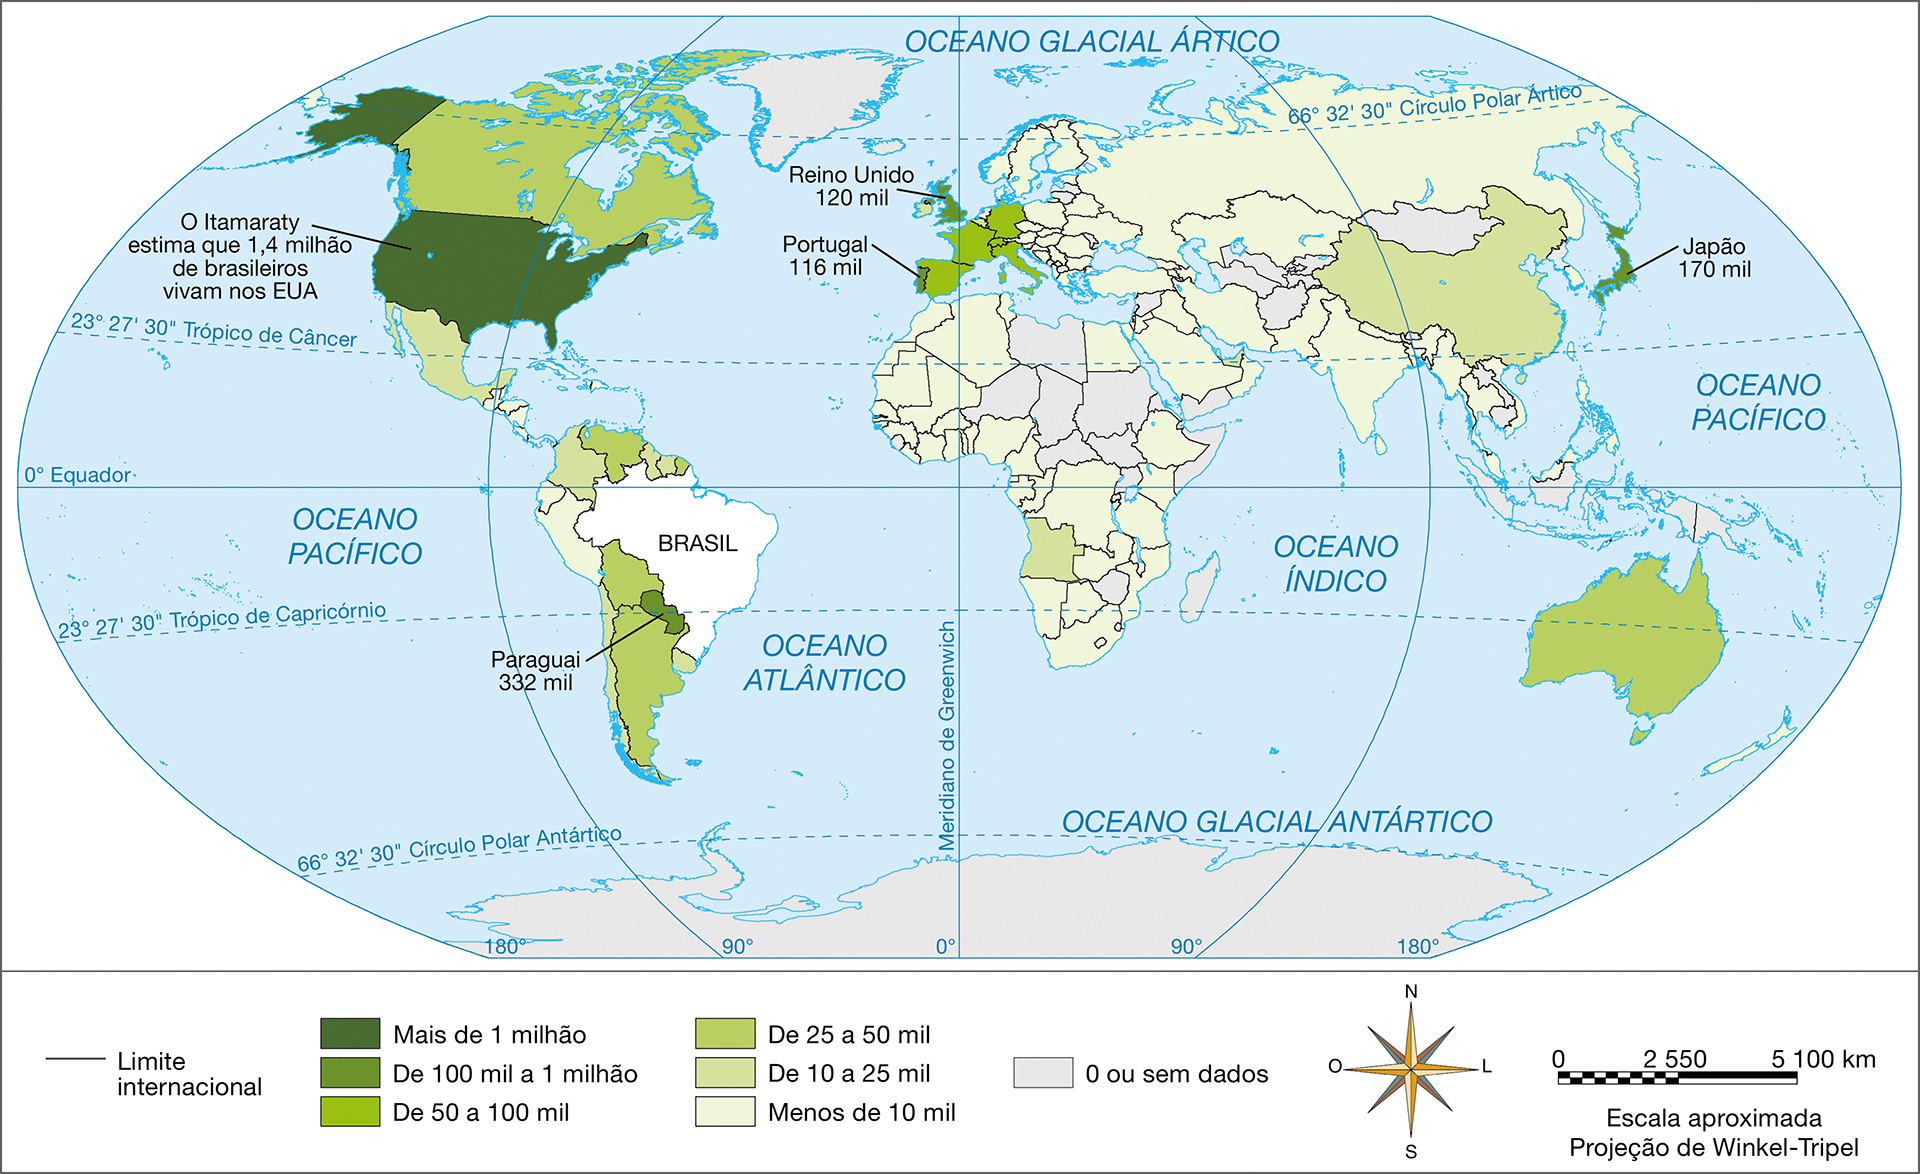 OCEANO GLACIAL ÁRTICO
66° 32' 30" Círculo Polar Ártico
Reino Unido
120 mil
O Itamaraty
estima que 1,4 milhão
de brasileiros
vivam nos EUA
Portugal
116 mil
Japão
170 mil
23° 27' 30" Trópico de Câncer
OCEANO
PACÍFICO
0° Equador
OCEANO
PACÍFICO
BRASIL
OCEANO
ÍNDICO
23° 27' 30" Trópico de Capricórnio
Paraguai
332 mil
OCEANO
ATLÂNTICO
Meridiano de Greenwich
OCEANO GLACIAL ANTÁRTICO
66° 32' 30" Círculo Polar Antártico
180°
90°
0°
90°
180°
Limite
internacional
Mais de 1 milhão
De 100 mil a 1 milhão
De 50 a 100 mil
De 25 a 50 mil
De 10 a 25 mil
Menos de 10 mil
0 ou sem dados
N
O
L
S
0 2 550 5 100 km
Escala aproximada
Projeção de Winkel-Tripel